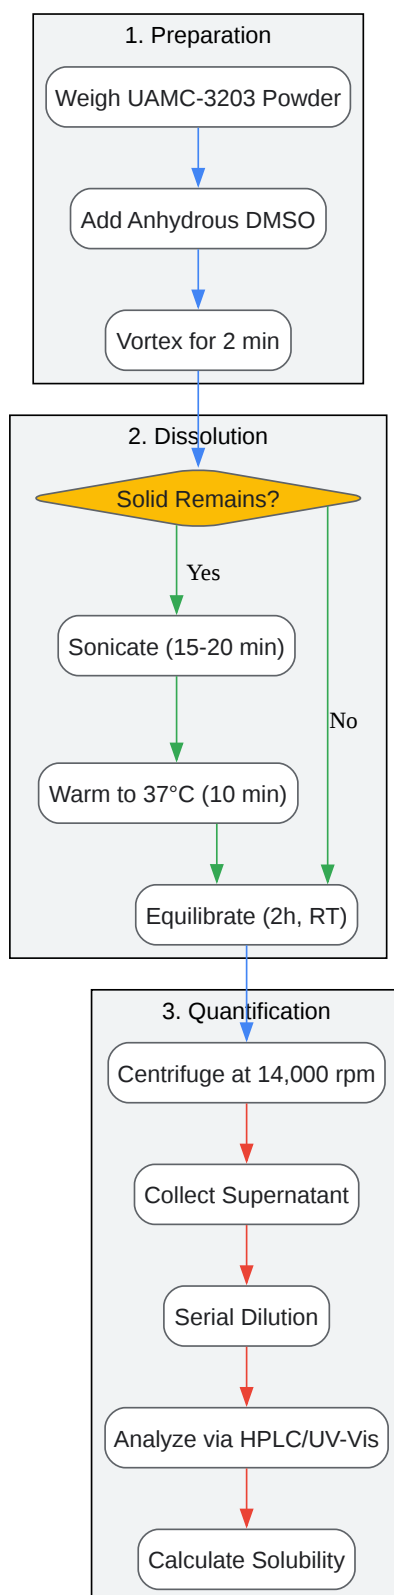 1. Preparation
Weigh UAMC-3203 Powder
Add Anhydrous DMSO
Vortex for 2 min
2. Dissolution
Solid Remains?
Yes
Sonicate (15-20 min)
No
Warm to 37°C (10 min)
Equilibrate (2h, RT)
3. Quantification
Centrifuge at 14,000 rpm
Collect Supernatant
Serial Dilution
Analyze via HPLC/UV-Vis
Calculate Solubility